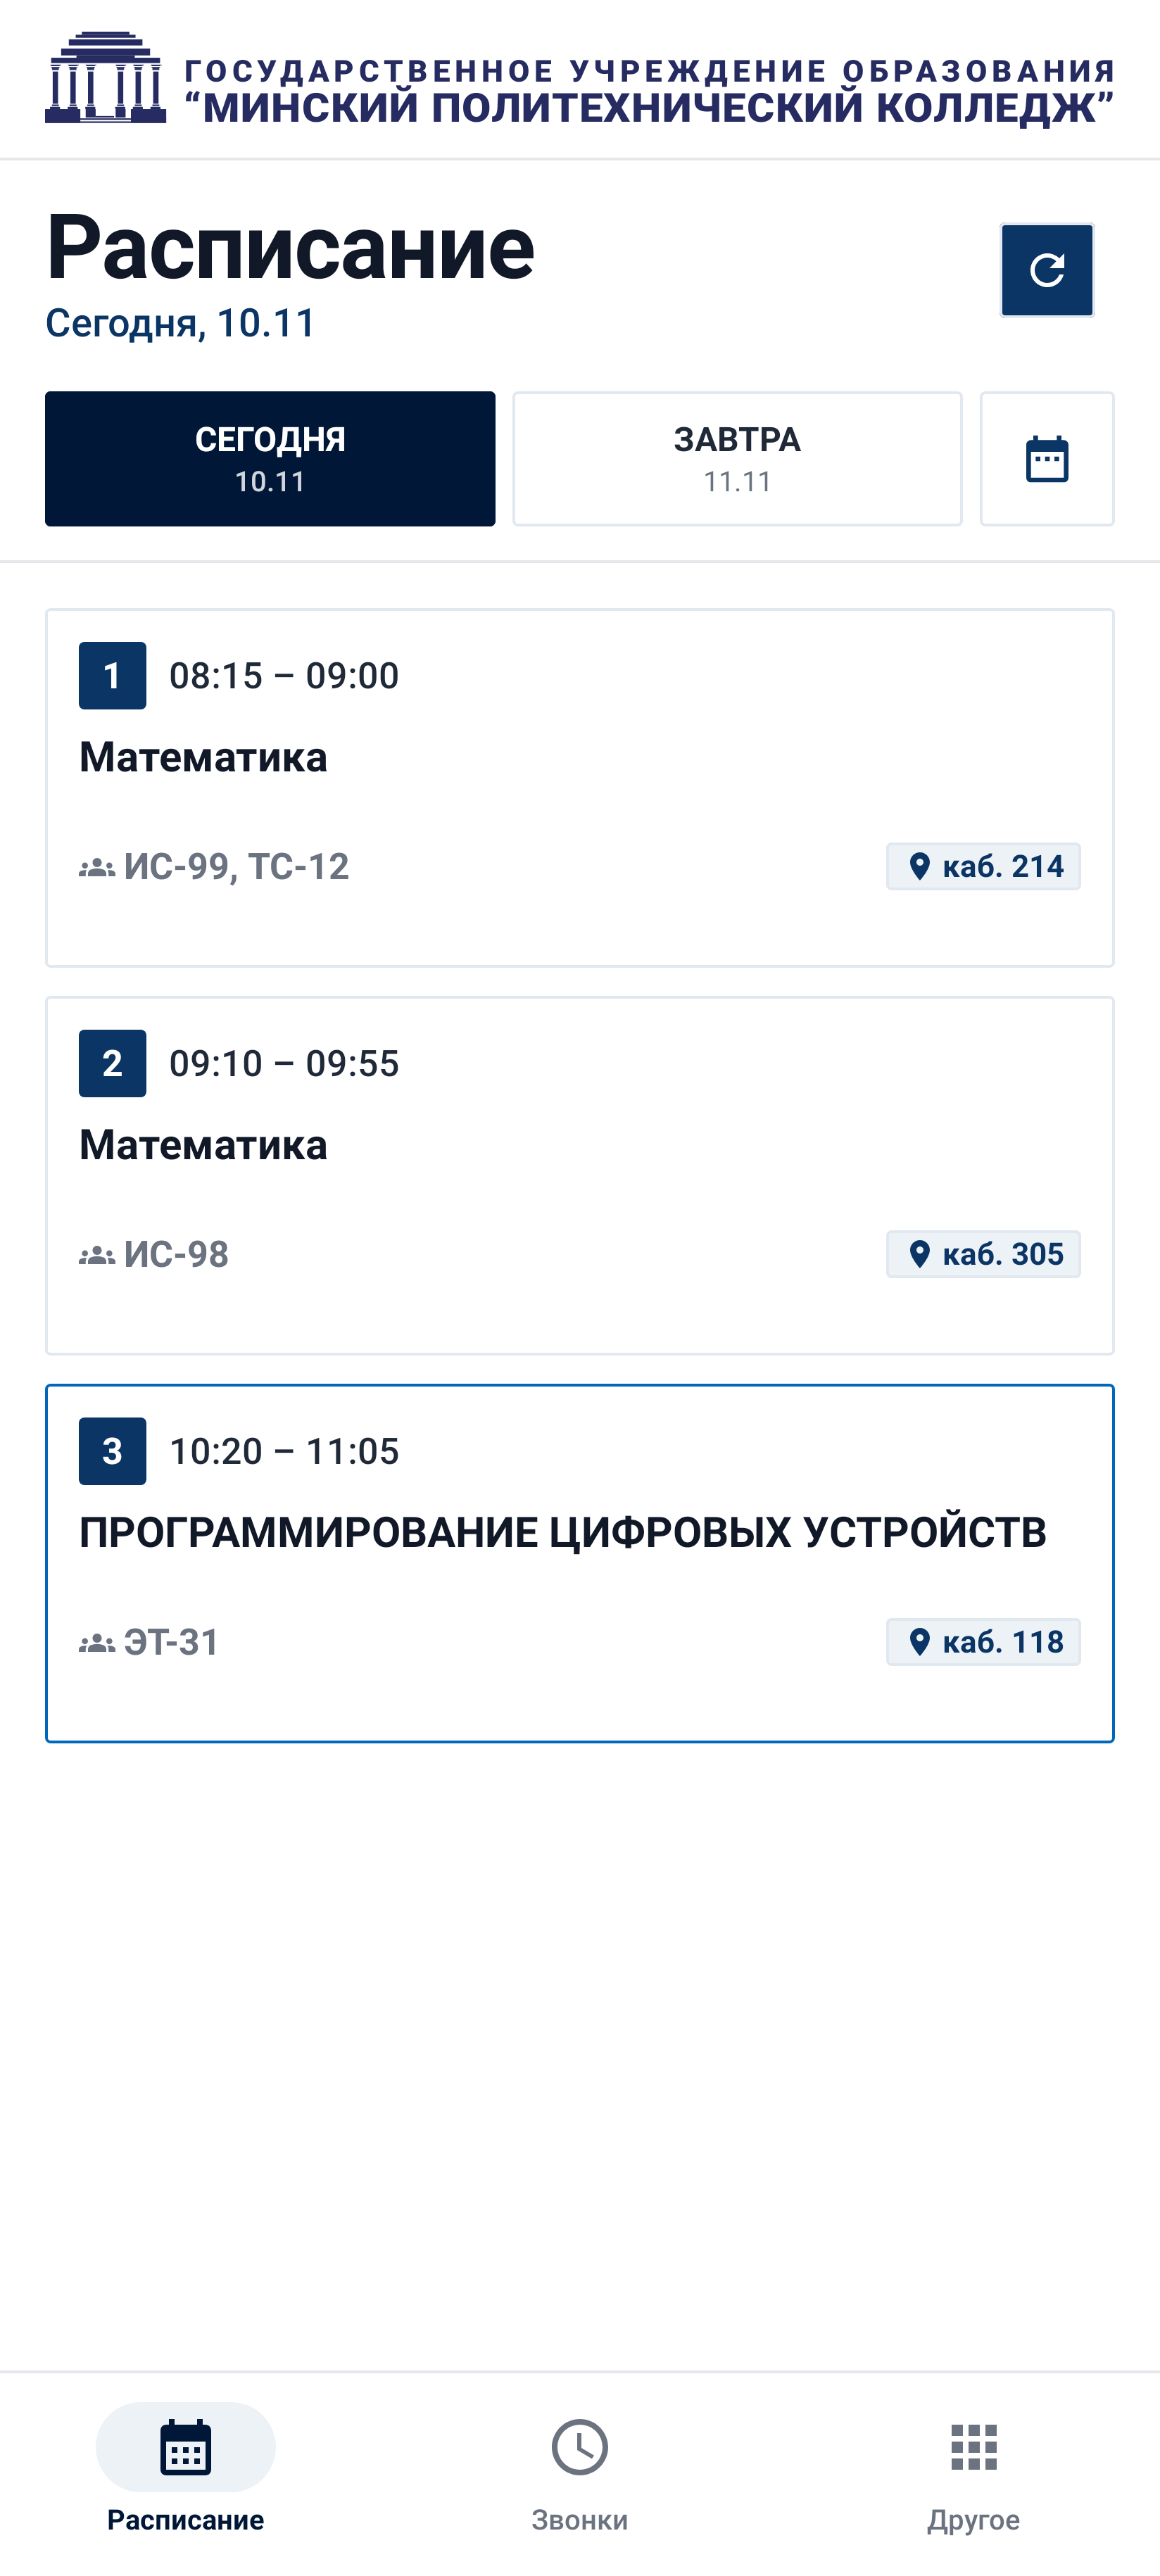 ГОСУДАРСТВЕННОЕ УЧРЕЖДЕНИЕ ОБРАЗОВАНИЯ
“МИНСКИЙ ПОЛИТЕХНИЧЕСКИЙ КОЛЛЕДЖ”
Расписание
Сегодня, 10.11
СЕГОДНЯ
10.11
ЗАВТРА
11.11
1 08:15 – 09:00
Математика
ИС-99, ТС-12
каб. 214
2 09:10 – 09:55
Математика
ИС-98
каб. 305
3 10:20 – 11:05
ПРОГРАММИРОВАНИЕ ЦИФРОВЫХ УСТРОЙСТВ
ЭТ-31
каб. 118
Расписание
Звонки
Другое